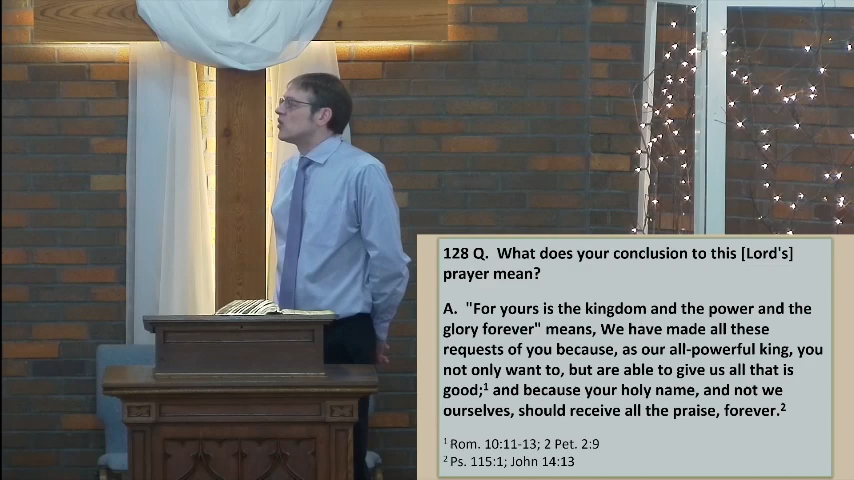 128 Q.  What does your conclusion to this [Lord's]
prayer mean?
A.  "For yours is the kingdom and the power and the
glory forever" means, We have made all these
requests of you because, as our all-powerful king, you
not only want to, but are able to give us all that is
good;¹ and because your holy name, and not we
ourselves, should receive all the praise, forever.²
¹ Rom. 10:11-13; 2 Pet. 2:9
² Ps. 115:1; John 14:13